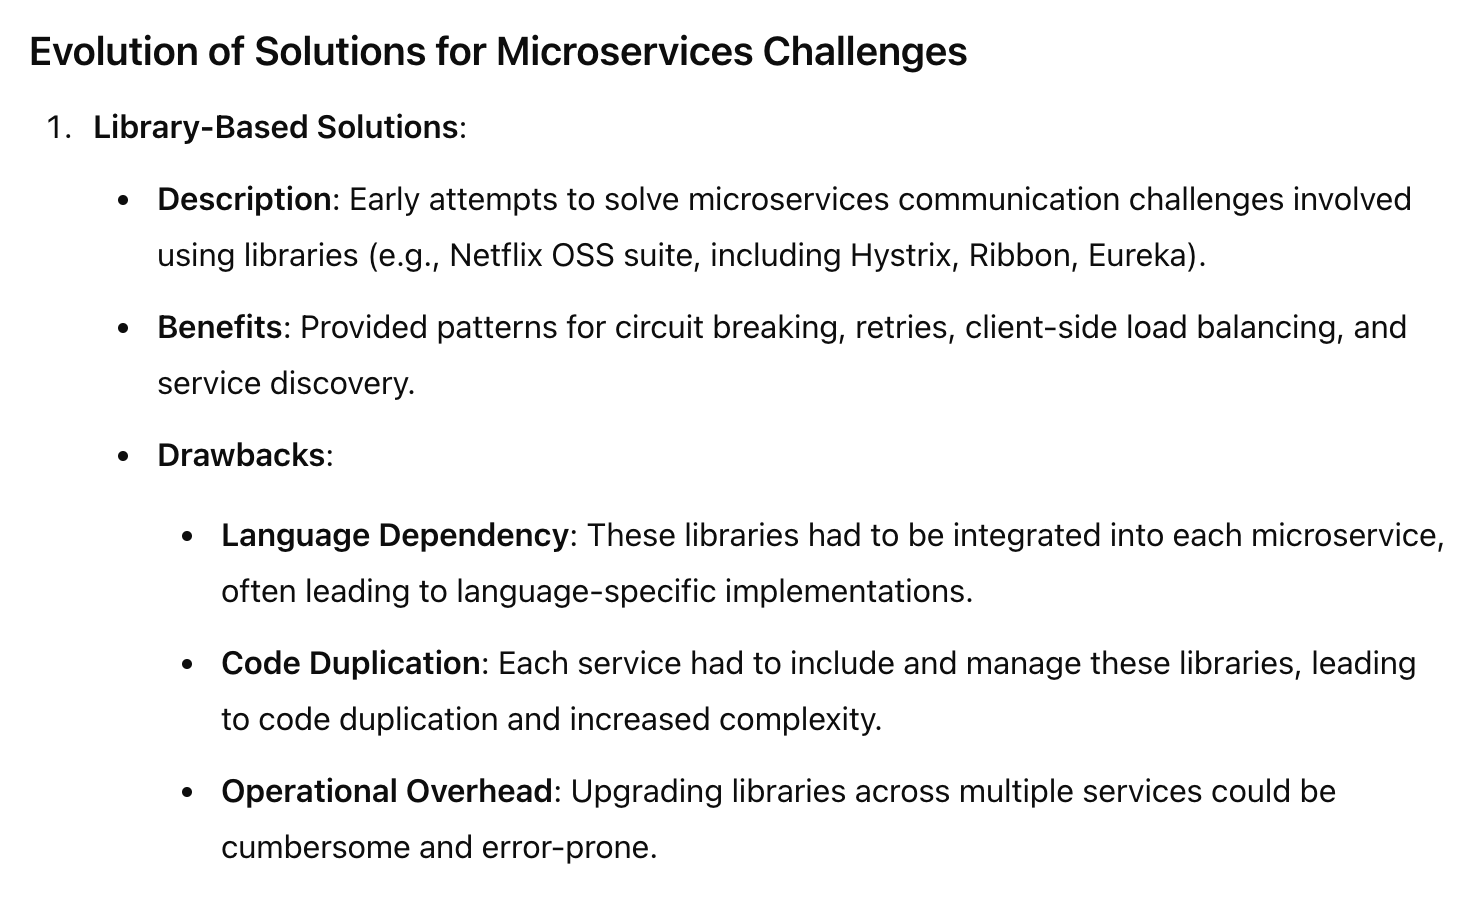 Evolution of Solutions for Microservices Challenges
1. Library-Based Solutions:
• Description: Early attempts to solve microservices communication challenges involved
using libraries (e.g., Netflix OSS suite, including Hystrix, Ribbon, Eureka).
• Benefits: Provided patterns for circuit breaking, retries, client-side load balancing, and
service discovery.
• Drawbacks:
• Language Dependency: These libraries had to be integrated into each microservice,
often leading to language-specific implementations.
• Code Duplication: Each service had to include and manage these libraries, leading
to code duplication and increased complexity.
• Operational Overhead: Upgrading libraries across multiple services could be
cumbersome and error-prone.